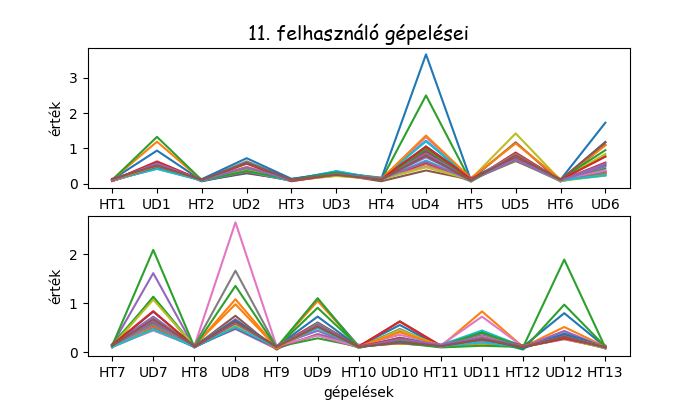 11. felhasználó gépelései
érték
3
2
1
0
HT1 UD1 HT2 UD2 HT3 UD3 HT4 UD4 HT5 UD5 HT6 UD6
érték
2
1
0
HT7 UD7 HT8 UD8 HT9 UD9 HT10 UD10 HT11 UD11 HT12 UD12 HT13
gépelések